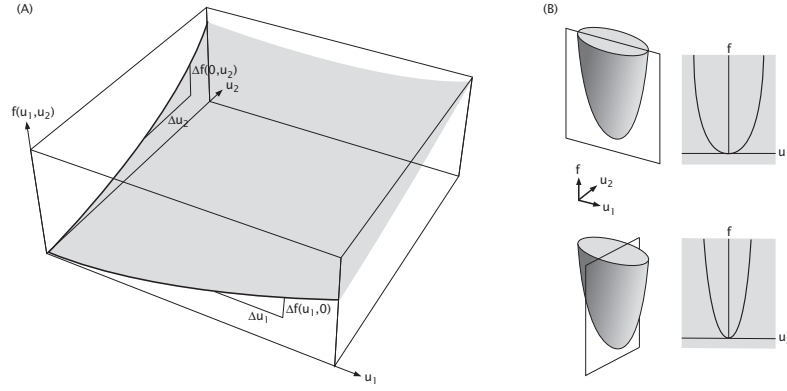 (A)
Δf(0,u₂)
u₂
f(u₁,u₂)
Δu₂
Δf(u₁,0)
Δu₁
u₁
(B)
f
u
f
u₂
u₁
f
u